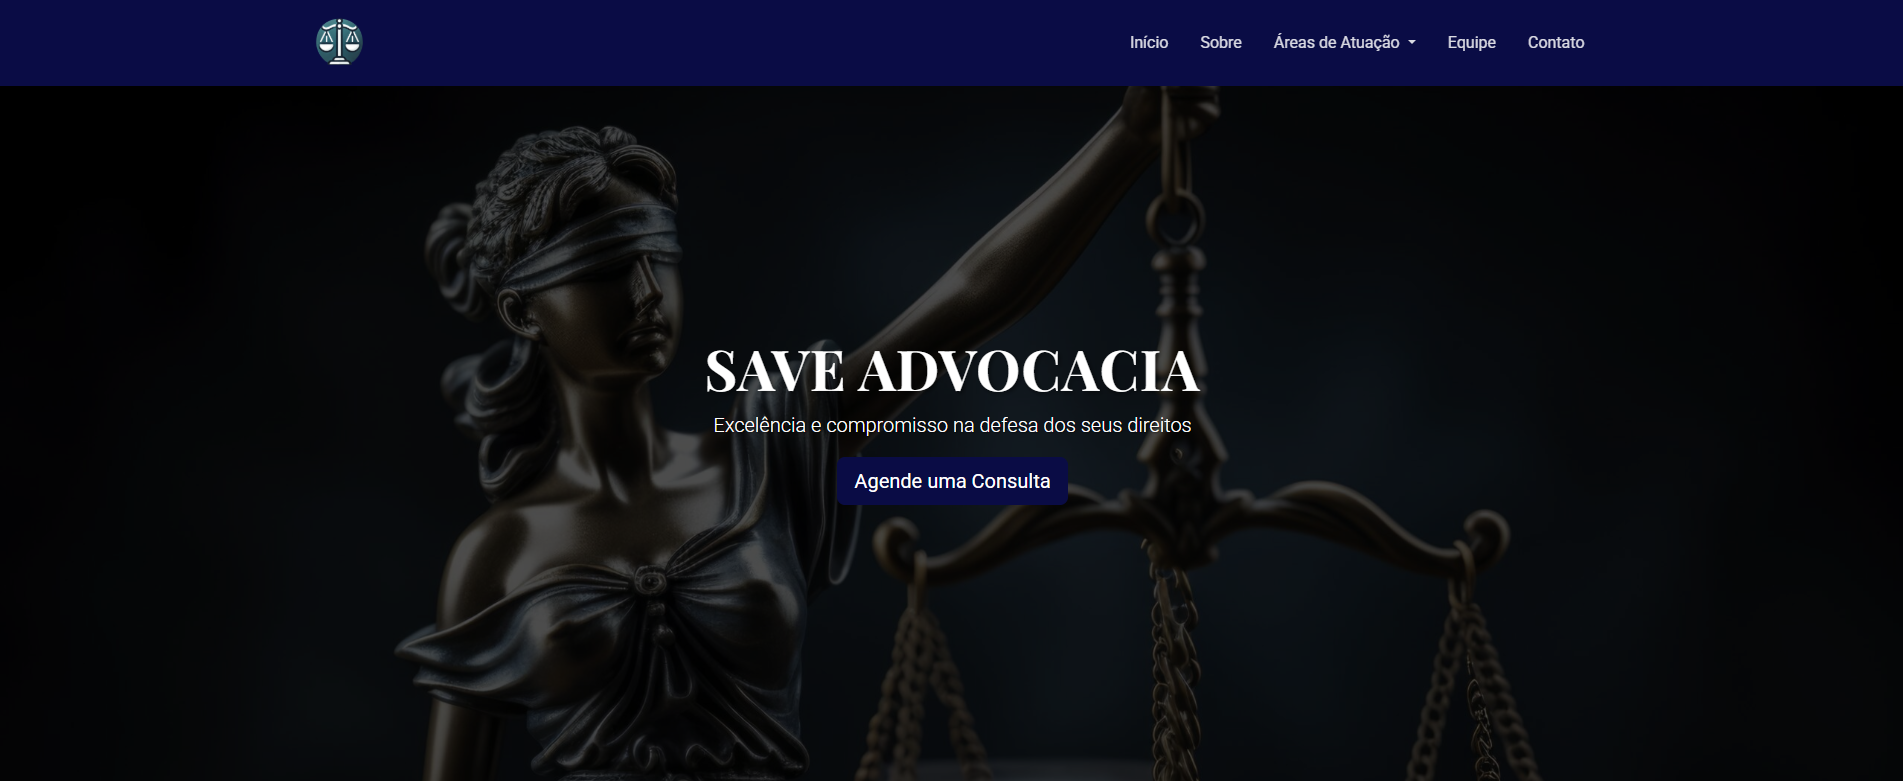 Início Sobre Áreas de Atuação Equipe Contato
SAVE ADVOCACIA
Excelência e compromisso na defesa dos seus direitos
Agende uma Consulta